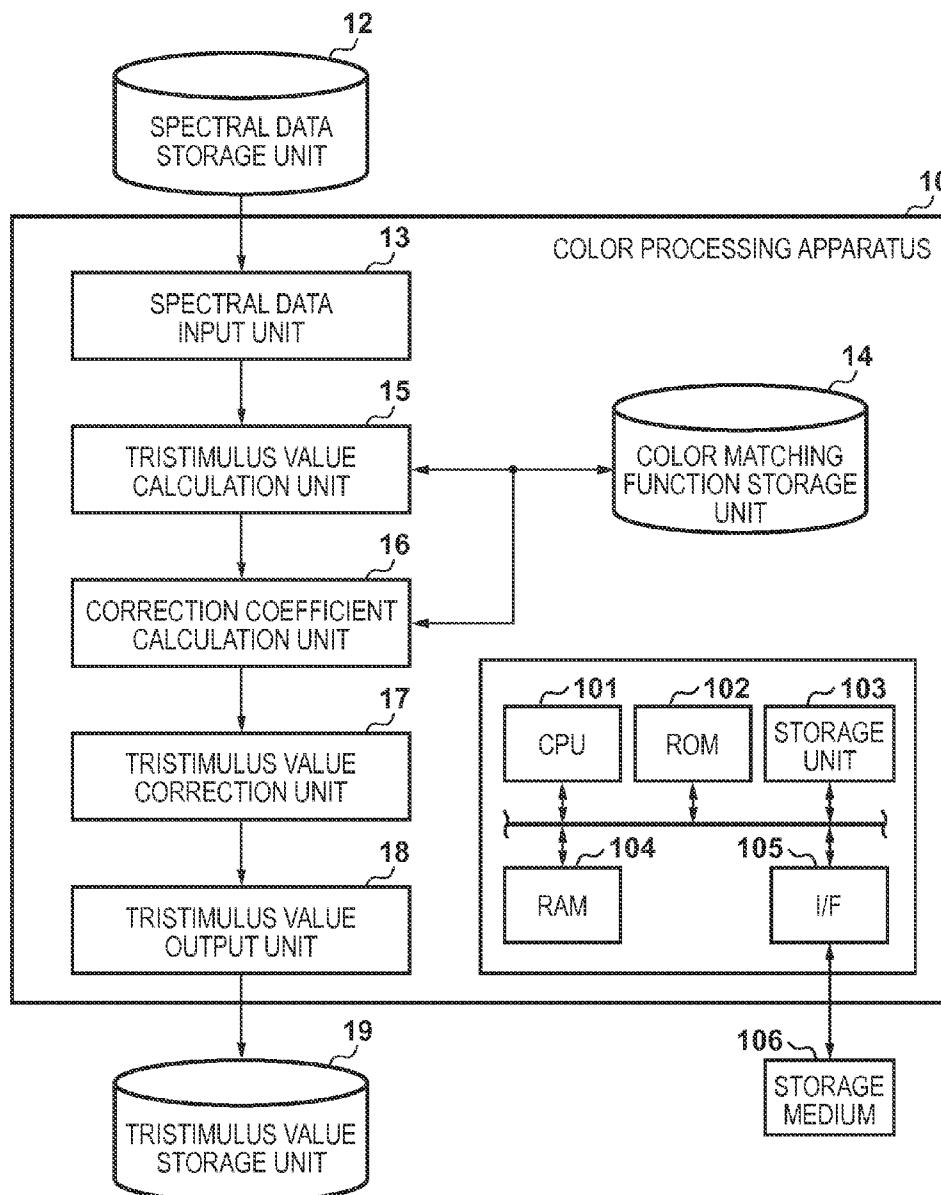 12
SPECTRAL DATA
STORAGE UNIT
10
COLOR PROCESSING APPARATUS
13
SPECTRAL DATA
INPUT UNIT
14
COLOR MATCHING
FUNCTION STORAGE
UNIT
15
TRISTIMULUS VALUE
CALCULATION UNIT
16
CORRECTION COEFFICIENT
CALCULATION UNIT
17
TRISTIMULUS VALUE
CORRECTION UNIT
18
TRISTIMULUS VALUE
OUTPUT UNIT
101
CPU
102
ROM
103
STORAGE
UNIT
104
RAM
105
I/F
19
TRISTIMULUS VALUE
STORAGE UNIT
106
STORAGE
MEDIUM